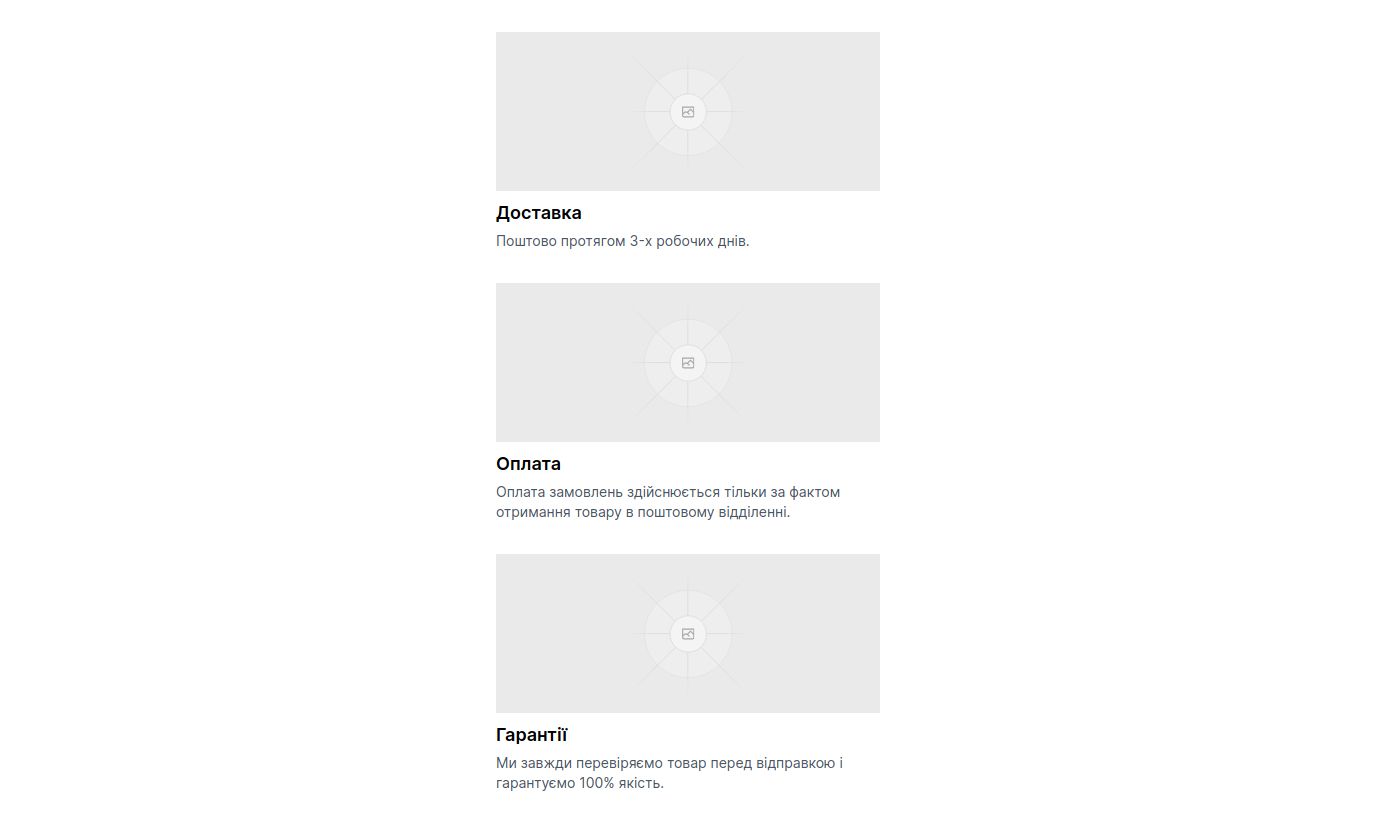 Доставка
Поштово протягом 3-х робочих днів.
Оплата
Оплата замовлень здійснюється тільки за фактом
отримання товару в поштовому відділенні.
Гарантії
Ми завжди перевіряємо товар перед відправкою і
гарантуємо 100% якість.